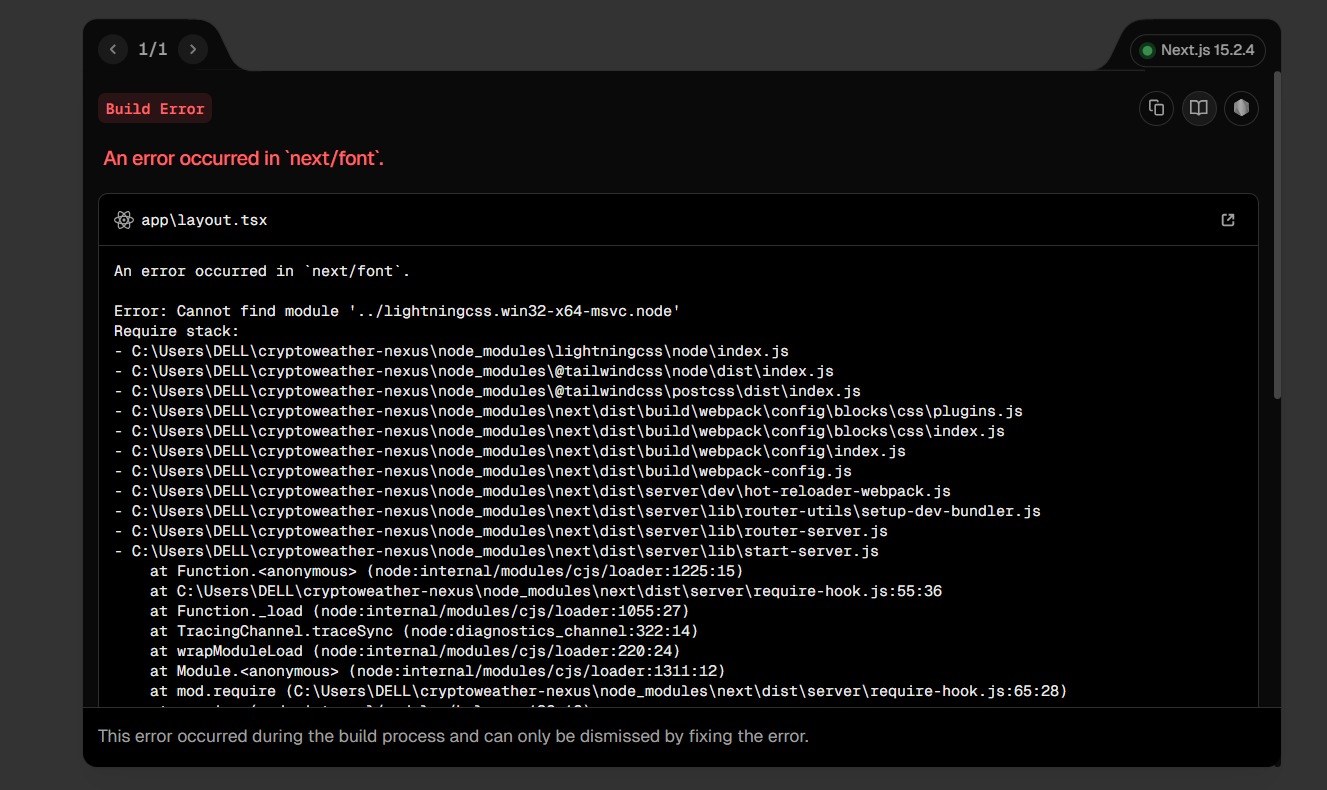 1/1
Next.js 15.2.4
Build Error
An error occurred in `next/font`.
app\layout.tsx
An error occurred in `next/font`.
Error: Cannot find module '../lightningcss.win32-x64-msvc.node'
Require stack:
- C:\Users\DELL\cryptoweather-nexus\node_modules\lightningcss\node\index.js
- C:\Users\DELL\cryptoweather-nexus\node_modules\@tailwindcss\node\dist\index.js
- C:\Users\DELL\cryptoweather-nexus\node_modules\@tailwindcss\postcss\dist\index.js
- C:\Users\DELL\cryptoweather-nexus\node_modules\next\dist\build\webpack\config\blocks\css\plugins.js
- C:\Users\DELL\cryptoweather-nexus\node_modules\next\dist\build\webpack\config\blocks\css\index.js
- C:\Users\DELL\cryptoweather-nexus\node_modules\next\dist\build\webpack\config\index.js
- C:\Users\DELL\cryptoweather-nexus\node_modules\next\dist\build\webpack-config.js
- C:\Users\DELL\cryptoweather-nexus\node_modules\next\dist\server\dev\hot-reloader-webpack.js
- C:\Users\DELL\cryptoweather-nexus\node_modules\next\dist\server\lib\router-utils\setup-dev-bundler.js
- C:\Users\DELL\cryptoweather-nexus\node_modules\next\dist\server\lib\router-server.js
- C:\Users\DELL\cryptoweather-nexus\node_modules\next\dist\server\lib\start-server.js
at Function.<anonymous> (node:internal/modules/cjs/loader:1225:15)
at C:\Users\DELL\cryptoweather-nexus\node_modules\next\dist\server\require-hook.js:55:36
at Function._load (node:internal/modules/cjs/loader:1055:27)
at TracingChannel.traceSync (node:diagnostics_channel:322:14)
at wrapModuleLoad (node:internal/modules/cjs/loader:220:24)
at Module.<anonymous> (node:internal/modules/cjs/loader:1311:12)
at mod.require (C:\Users\DELL\cryptoweather-nexus\node_modules\next\dist\server\require-hook.js:65:28)
This error occurred during the build process and can only be dismissed by fixing the error.